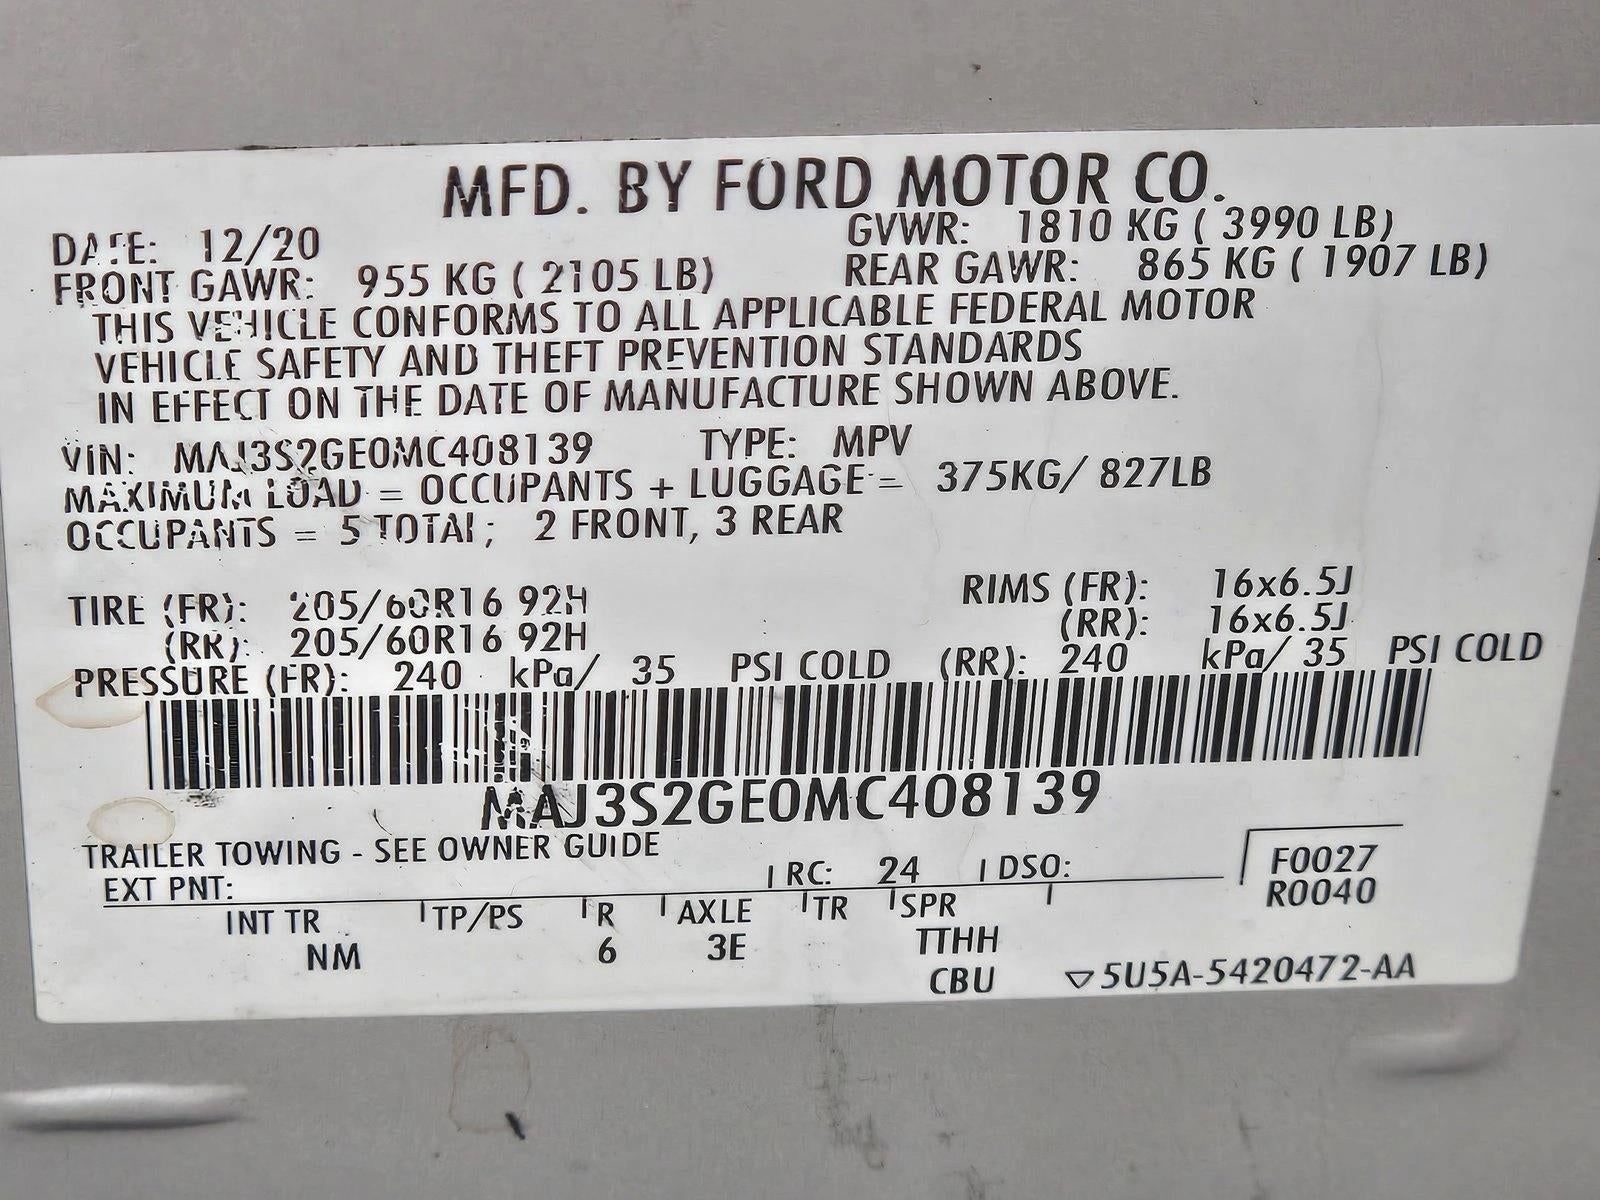 MFD. BY FORD MOTOR CO.
DATE: 12/20 GVWR: 1810 KG ( 3990 LB)
FRONT GAWR: 955 KG ( 2105 LB) REAR GAWR: 865 KG ( 1907 LB)
THIS VEHICLE CONFORMS TO ALL APPLICABLE FEDERAL MOTOR
VEHICLE SAFETY AND THEFT PREVENTION STANDARDS
IN EFFECT ON THE DATE OF MANUFACTURE SHOWN ABOVE.
VIN: MAJ3S2GE0MC408139 TYPE: MPV
MAXIMUM LOAD = OCCUPANTS + LUGGAGE = 375KG/ 827LB
OCCUPANTS = 5 TOTAL; 2 FRONT, 3 REAR
TIRE (FR): 205/60R16 92H RIMS (FR): 16x6.5J
(RR): 205/60R16 92H (RR): 16x6.5J
PRESSURE (FR): 240 kPa/ 35 PSI COLD (RR): 240 kPa/ 35 PSI COLD
MAJ3S2GE0MC408139
TRAILER TOWING - SEE OWNER GUIDE
EXT PNT: RC: 24 DSO: F0027
R0040
INT TR TP/PS R AXLE TR SPR
NM 6 3E TTHH
CBU ▽5U5A-5420472-AA